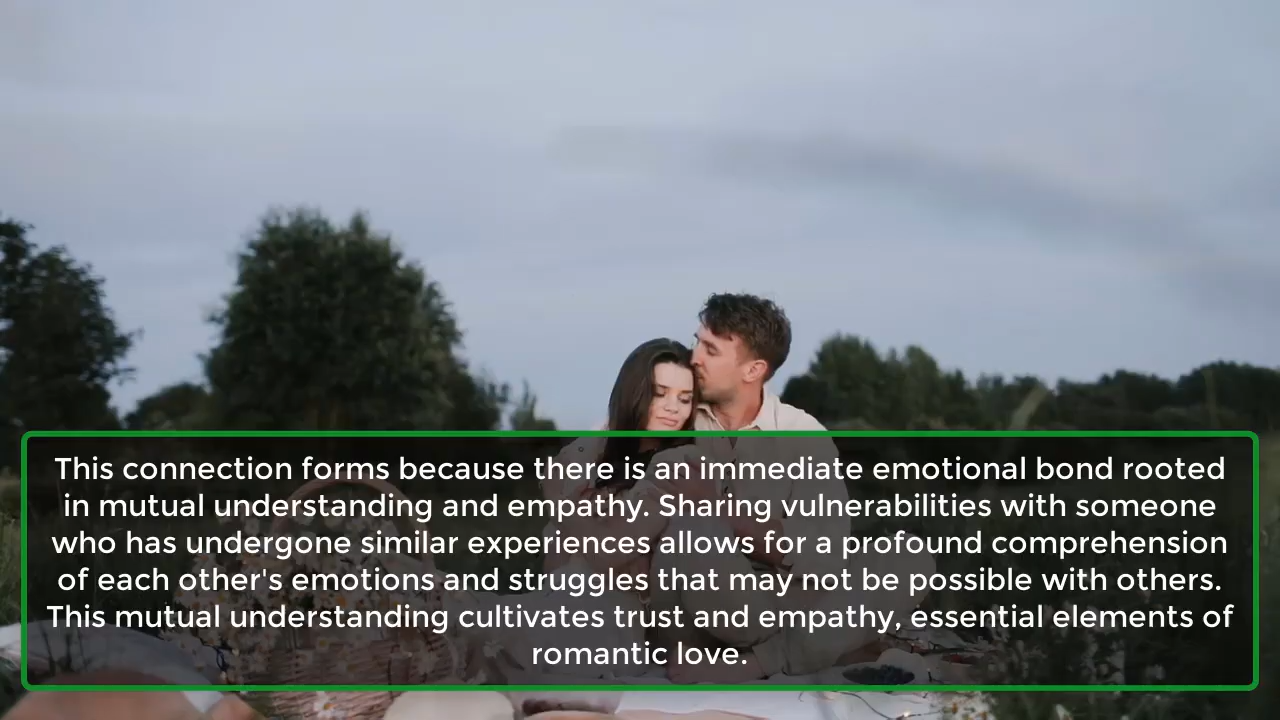 This connection forms because there is an immediate emotional bond rooted
in mutual understanding and empathy. Sharing vulnerabilities with someone
who has undergone similar experiences allows for a profound comprehension
of each other's emotions and struggles that may not be possible with others.
This mutual understanding cultivates trust and empathy, essential elements of
romantic love.